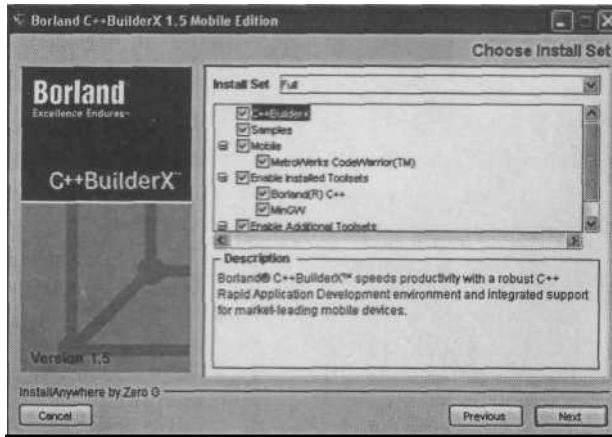 Borland C++BuilderX 1.5 Mobile Edition
Choose Install Set
Borland
Excellence Endures™
C++BuilderX™
Version 1.5
Install Set Full
C++BuilderX
Samples
Mobile
MetroWerks CodeWarrior(TM)
Enable Installed Toolsets
Borland(R) C++
MinGW
Enable Additional Toolsets
Description
Borland® C++BuilderX™ speeds productivity with a robust C++
Rapid Application Development environment and integrated support
for market-leading mobile devices.
InstallAnywhere by Zero G
Cancel
Previous
Next